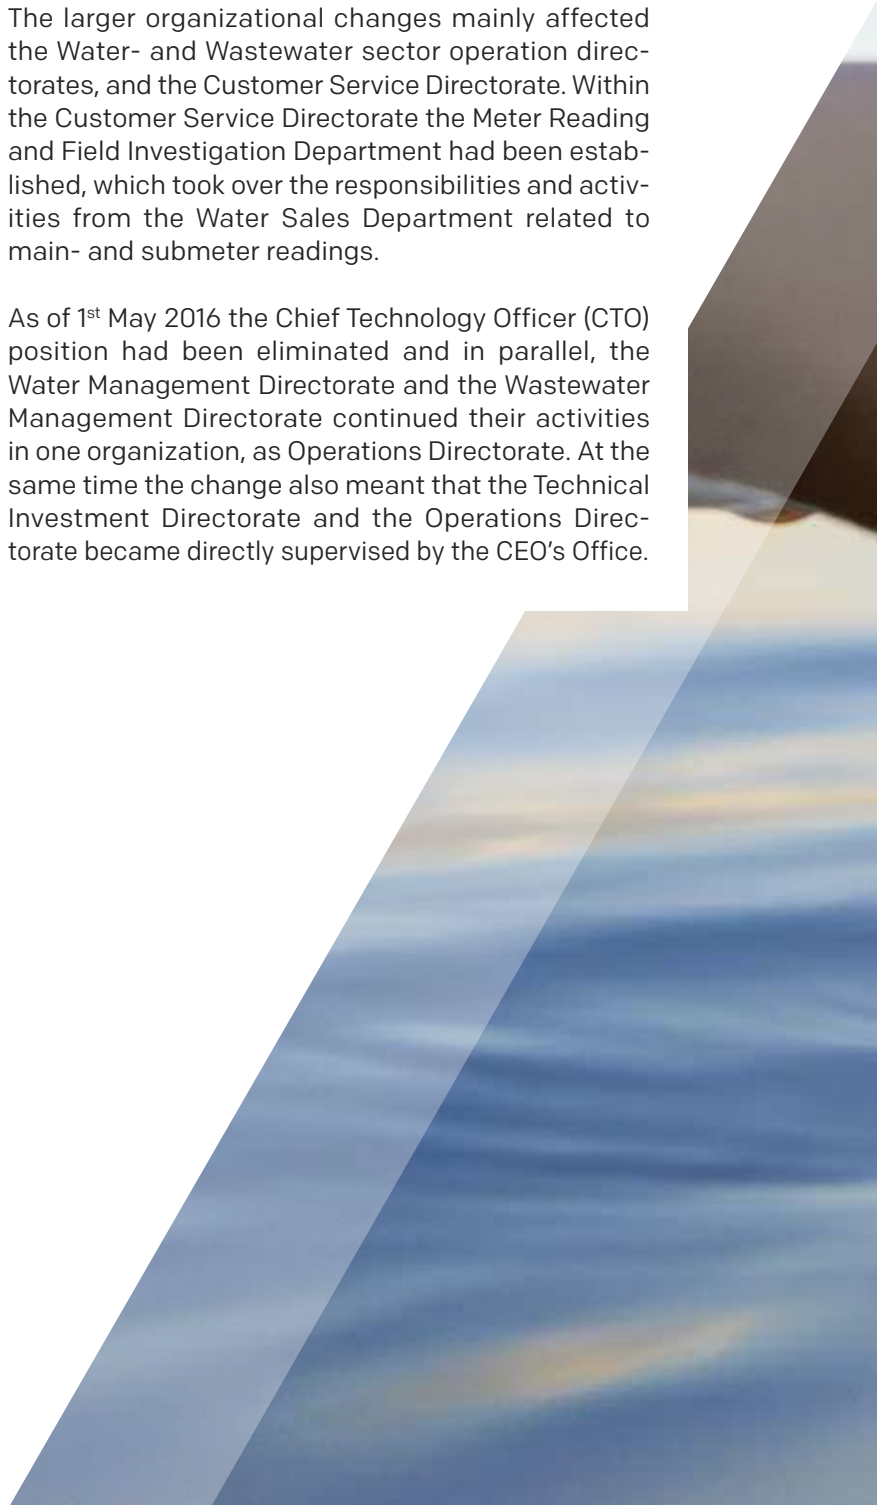 The larger organizational changes mainly affected
the Water- and Wastewater sector operation direc-
torates, and the Customer Service Directorate. Within
the Customer Service Directorate the Meter Reading
and Field Investigation Department had been estab-
lished, which took over the responsibilities and activ-
ities from the Water Sales Department related to
main- and submeter readings.
As of 1st May 2016 the Chief Technology Officer (CTO)
position had been eliminated and in parallel, the
Water Management Directorate and the Wastewater
Management Directorate continued their activities
in one organization, as Operations Directorate. At the
same time the change also meant that the Technical
Investment Directorate and the Operations Direc-
torate became directly supervised by the CEO’s Office.